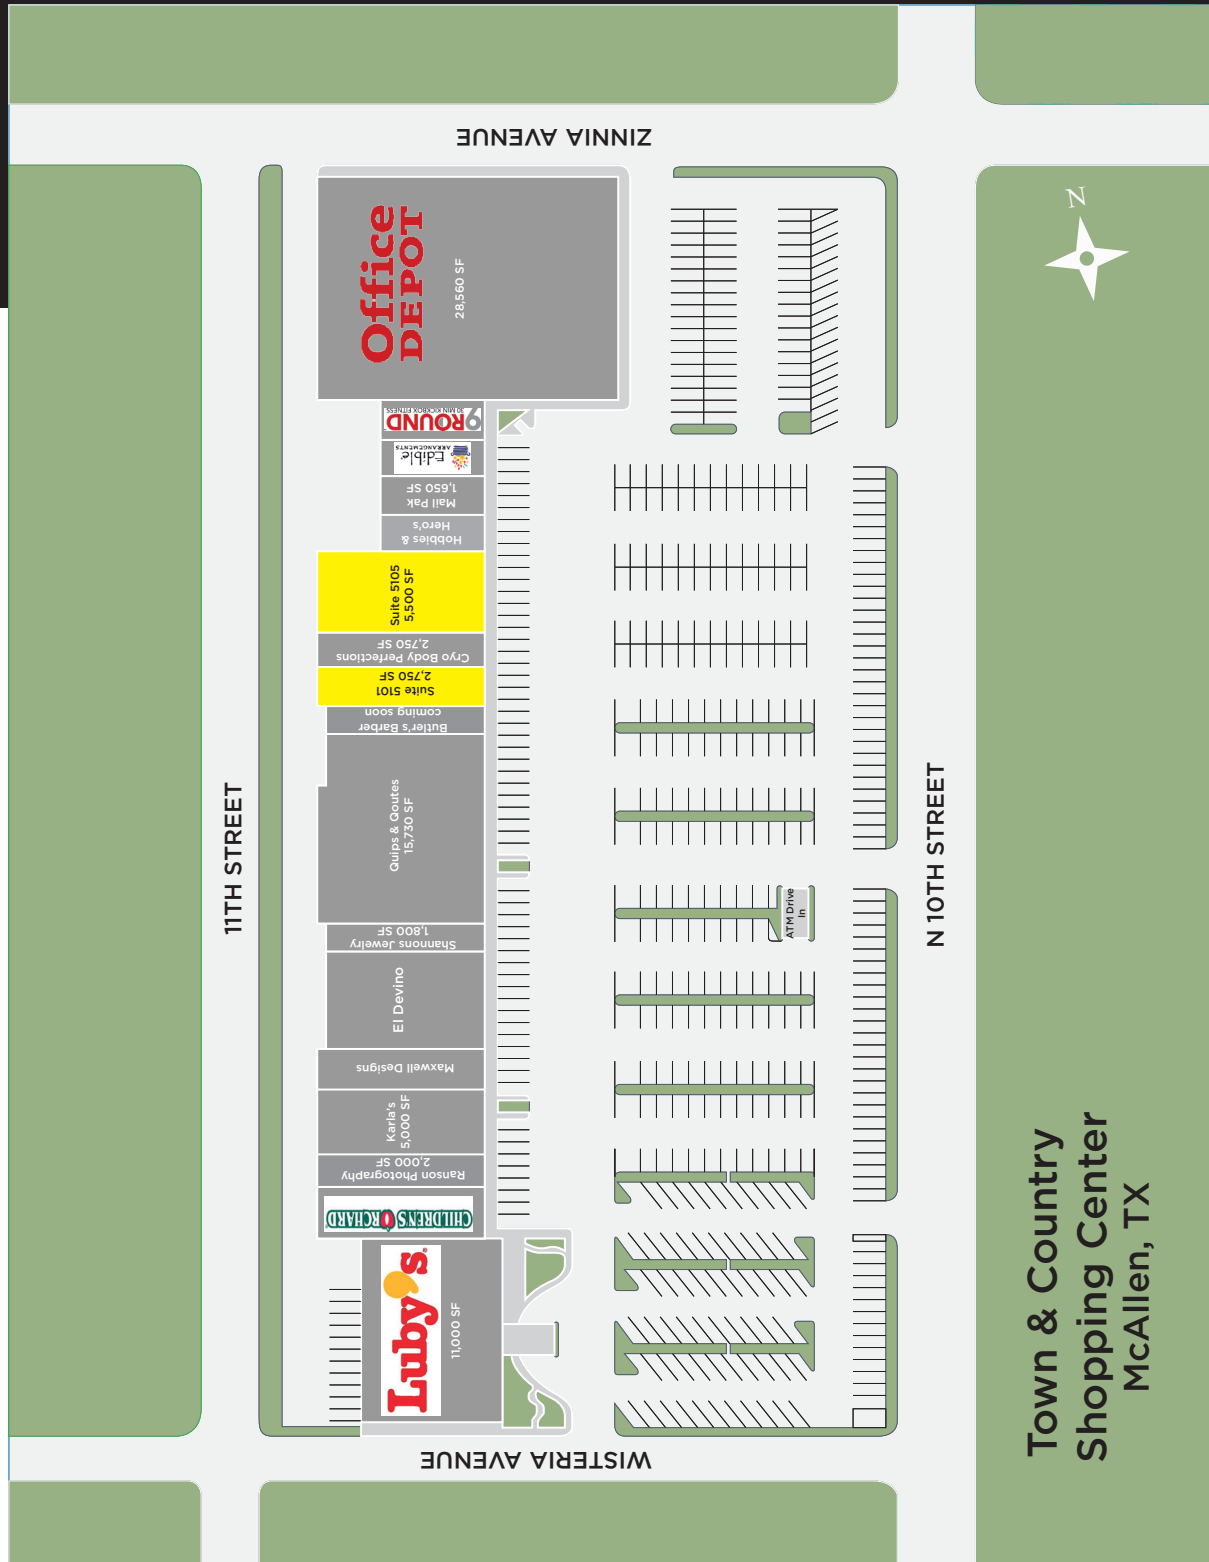 ZINNIA AVENUE
N
Office
DEPOT
28,560 SF
9ROUND
30 MIN KICKBOX FITNESS
Edible
ARRANGEMENTS
Mail Pak
1,650 SF
Hobbies &
Hero's
Suite 5105
5,500 SF
Cryo Body Perfections
2,750 SF
Suite 5101
2,750 SF
Butler's Barber
coming soon
Quips & Qoutes
15,730 SF
Shannons Jewelry
1,800 SF
El Devino
Maxwell Designs
Karla's
5,000 SF
Ranson Photography
2,000 SF
CHILDREN'S ORCHARD
Luby's
11,000 SF
ATM Drive
In
11TH STREET
N 10TH STREET
WISTERIA AVENUE
Town & Country
Shopping Center
McAllen, TX